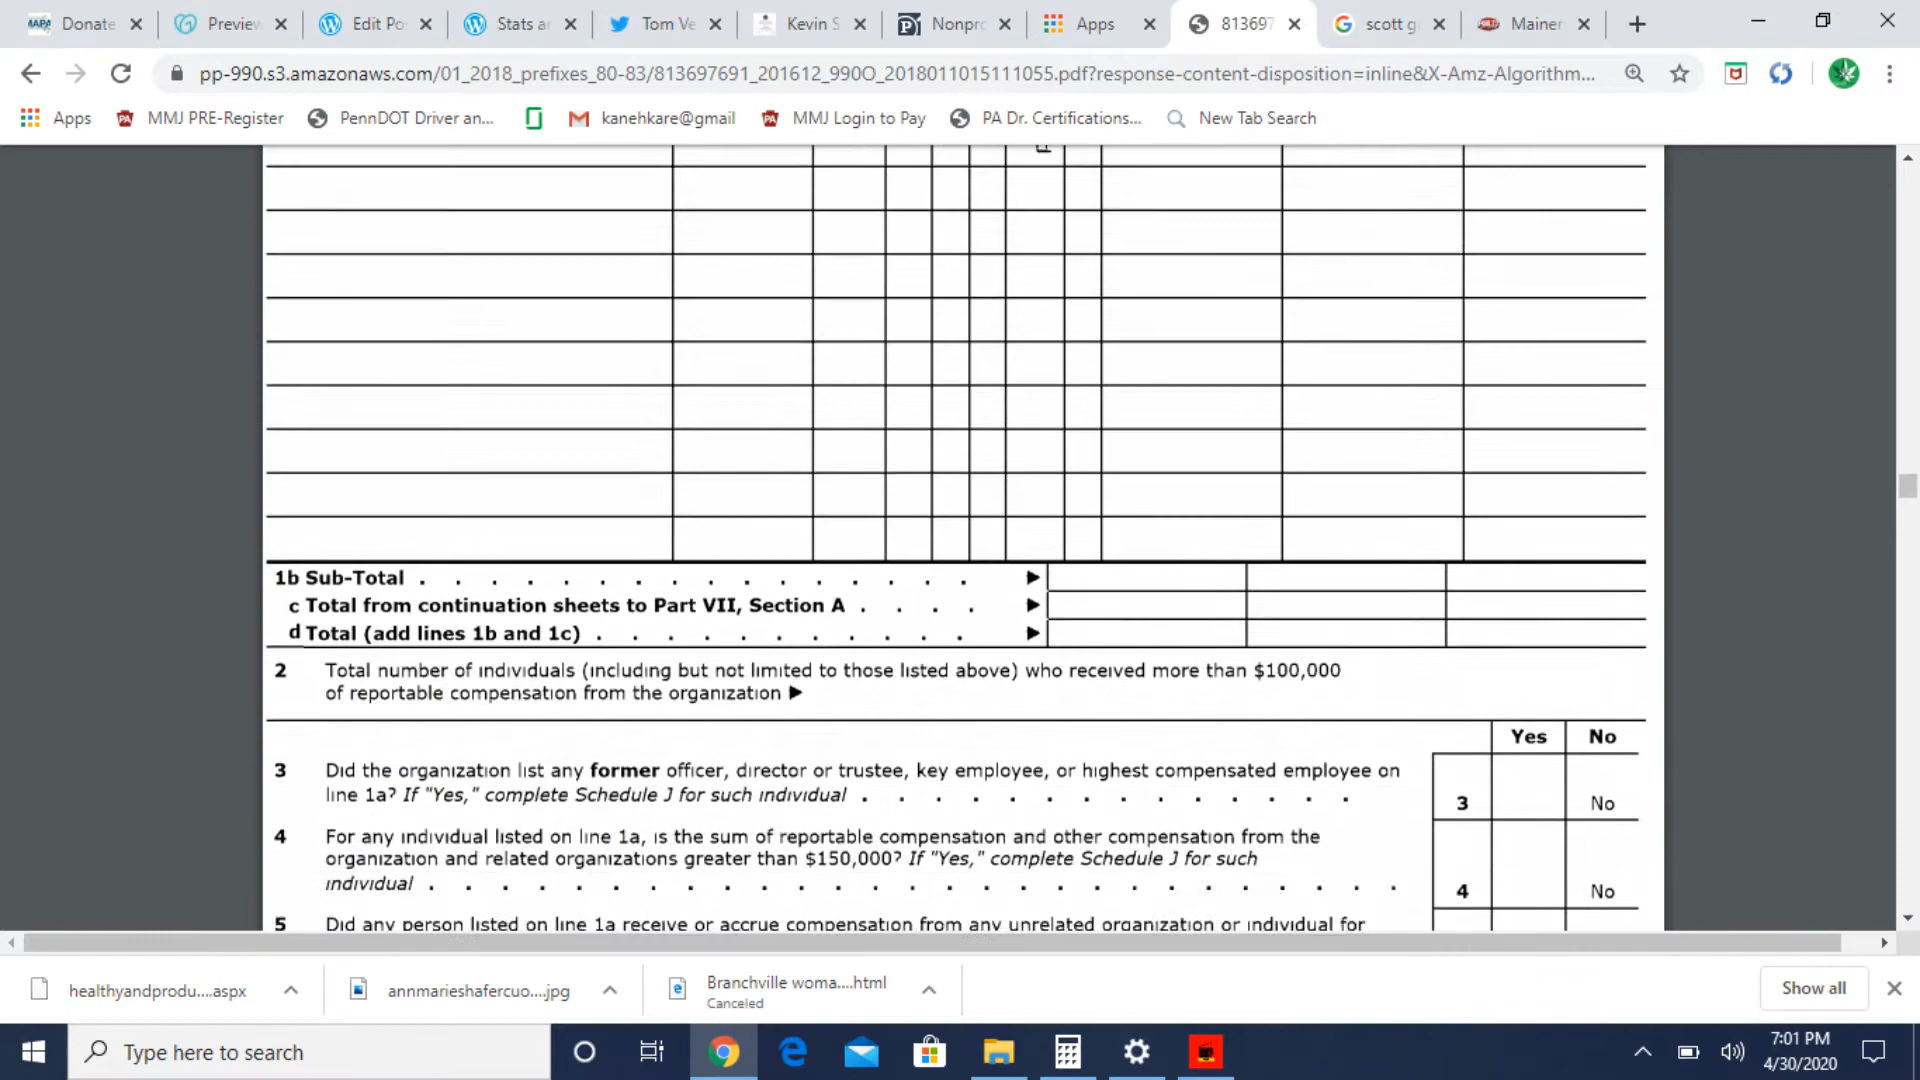 Donate
Preview
Edit Po
Stats ar
Tom Ve
Kevin S
Nonpro
Apps
813697
scott g
Mainer
pp-990.s3.amazonaws.com/01_2018_prefixes_80-83/813697691_201612_990O_2018011015111055.pdf?response-content-disposition=inline&X-Amz-Algorithm...
Apps
MMJ PRE-Register
PennDOT Driver an...
kanehkare@gmail
MMJ Login to Pay
PA Dr. Certifications...
New Tab Search
1b Sub-Total . . . . . . . . . . . . . . . . ▶
c Total from continuation sheets to Part VII, Section A . . . . ▶
d Total (add lines 1b and 1c) . . . . . . . . . . . ▶
2 Total number of individuals (including but not limited to those listed above) who received more than $100,000
of reportable compensation from the organization ▶
Yes No
3 Did the organization list any former officer, director or trustee, key employee, or highest compensated employee on
line 1a? If "Yes," complete Schedule J for such individual . . . . . . . . . . . . . . 3 No
4 For any individual listed on line 1a, is the sum of reportable compensation and other compensation from the
organization and related organizations greater than $150,000? If "Yes," complete Schedule J for such
individual . . . . . . . . . . . . . . . . . . . . . . . . . . . 4 No
5 Did any person listed on line 1a receive or accrue compensation from any unrelated organization or individual for
healthyandprodu....aspx
annmarieshafercuo....jpg
Branchville woma....html
Canceled
Show all
Type here to search
7:01 PM
4/30/2020